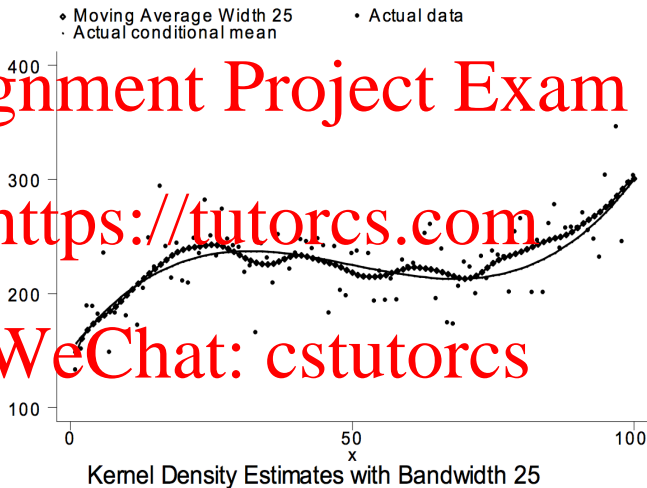 Moving Average Width 25
Actual data
Actual conditional mean
400
gnment Project Exam
300
https://tutorcs.com
200
WeChat: cstutorcs
100
0
50
100
x
Kernel Density Estimates with Bandwidth 25